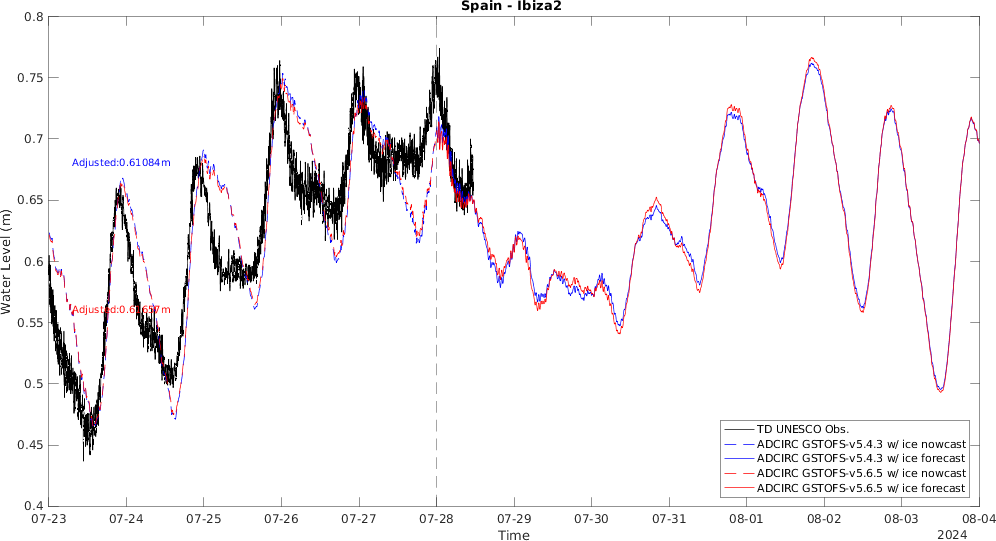 Spain - Ibiza2
0.8
0.75
0.7
0.65
0.6
0.55
0.5
0.45
0.4
Water Level (m)
Adjusted:0.61084m
07-23
07-24
07-25
07-26
07-27
07-28
07-29
07-30
07-31
08-01
08-02
08-03
08-04
Time
2024
TD UNESCO Obs.
ADCIRC GSTOFS-v5.4.3 w/ ice nowcast
ADCIRC GSTOFS-v5.4.3 w/ ice forecast
ADCIRC GSTOFS-v5.6.5 w/ ice nowcast
ADCIRC GSTOFS-v5.6.5 w/ ice forecast